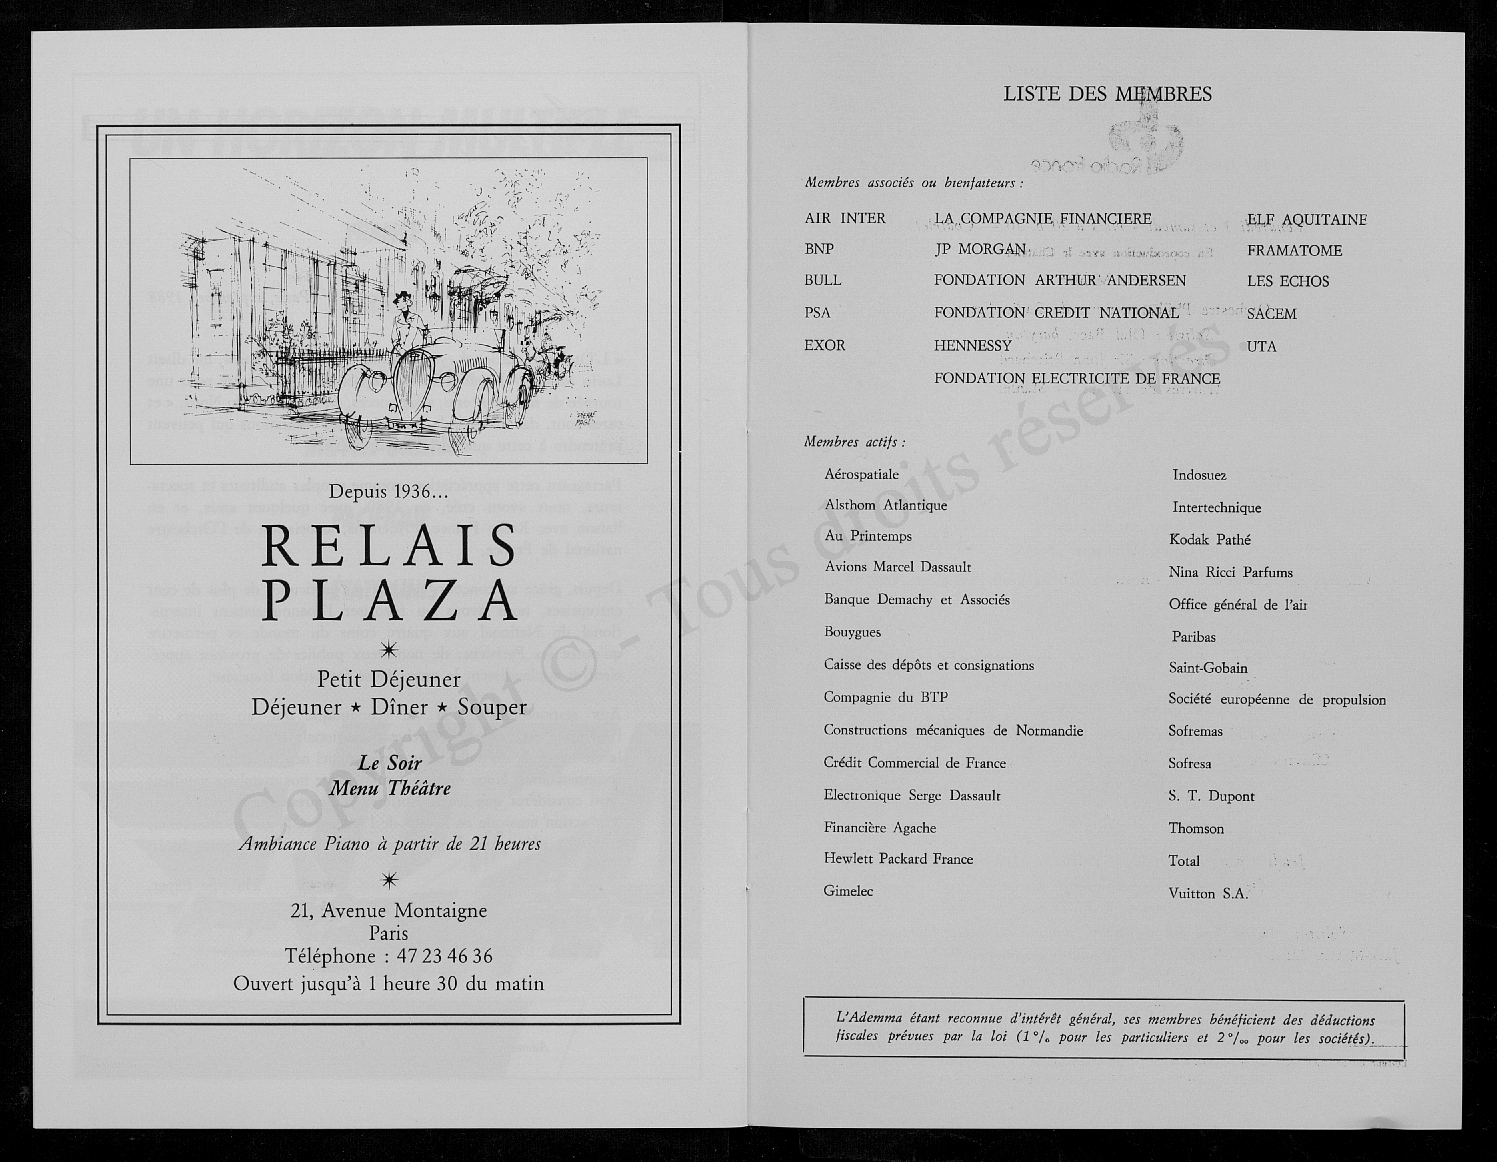 PIERRE
PAGES
Depuis 1936...
RELAIS
PLAZA
Petit Déjeuner
Déjeuner ★ Dîner ★ Souper
Le Soir
Menu Théâtre
Ambiance Piano à partir de 21 heures
21, Avenue Montaigne
Paris
Téléphone : 47 23 46 36
Ouvert jusqu'à 1 heure 30 du matin
Copyright © - Tous droits réservés.
LISTE DES MEMBRES
Radio France
Membres associés ou bienfaiteurs :
AIR INTER LA COMPAGNIE FINANCIERE ELF AQUITAINE
BNP JP MORGAN FRAMATOME
BULL FONDATION ARTHUR ANDERSEN LES ECHOS
PSA FONDATION CREDIT NATIONAL SACEM
EXOR HENNESSY UTA
FONDATION ELECTRICITE DE FRANCE
Membres actifs :
Aérospatiale
Alsthom Atlantique
Au Printemps
Avions Marcel Dassault
Banque Demachy et Associés
Bouygues
Caisse des dépôts et consignations
Compagnie du BTP
Constructions mécaniques de Normandie
Crédit Commercial de France
Electronique Serge Dassault
Financière Agache
Hewlett Packard France
Gimelec
Indosuez
Intertechnique
Kodak Pathé
Nina Ricci Parfums
Office général de l'air
Paribas
Saint-Gobain
Société européenne de propulsion
Sofremas
Sofresa
S. T. Dupont
Thomson
Total
Vuitton S.A.
L'Ademma étant reconnue d'intérêt général, ses membres bénéficient des déductions
fiscales prévues par la loi (1 % pour les particuliers et 2 ‰ pour les sociétés).